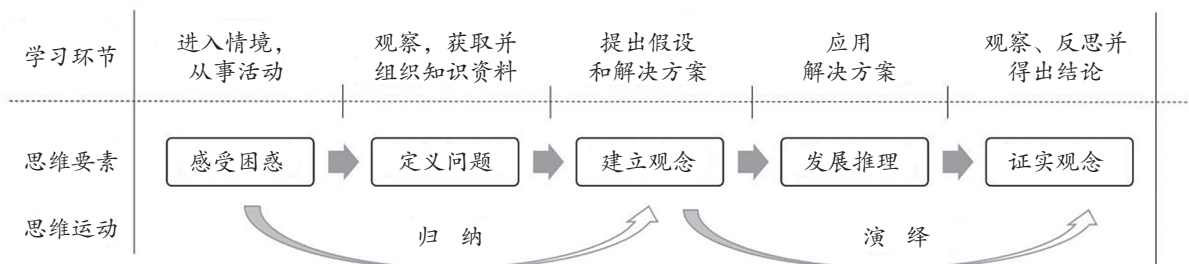 学习环节
进入情境，
从事活动
观察，获取并
组织知识资料
提出假设
和解决方案
应用
解决方案
观察、反思并
得出结论
思维要素
感受困惑
定义问题
建立观念
发展推理
证实观念
思维运动
归 纳
演 绎